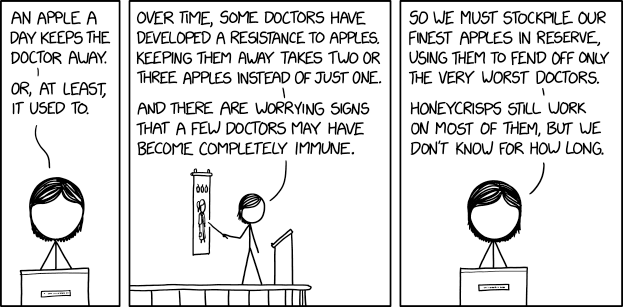 AN APPLE A
DAY KEEPS THE
DOCTOR AWAY.
OR, AT LEAST,
IT USED TO.
OVER TIME, SOME DOCTORS HAVE
DEVELOPED A RESISTANCE TO APPLES.
KEEPING THEM AWAY TAKES TWO OR
THREE APPLES INSTEAD OF JUST ONE.
AND THERE ARE WORRYING SIGNS
THAT A FEW DOCTORS MAY HAVE
BECOME COMPLETELY IMMUNE.
SO WE MUST STOCKPILE OUR
FINEST APPLES IN RESERVE,
USING THEM TO FEND OFF ONLY
THE VERY WORST DOCTORS.
HONEYCRISPS STILL WORK
ON MOST OF THEM, BUT WE
DON'T KNOW FOR HOW LONG.